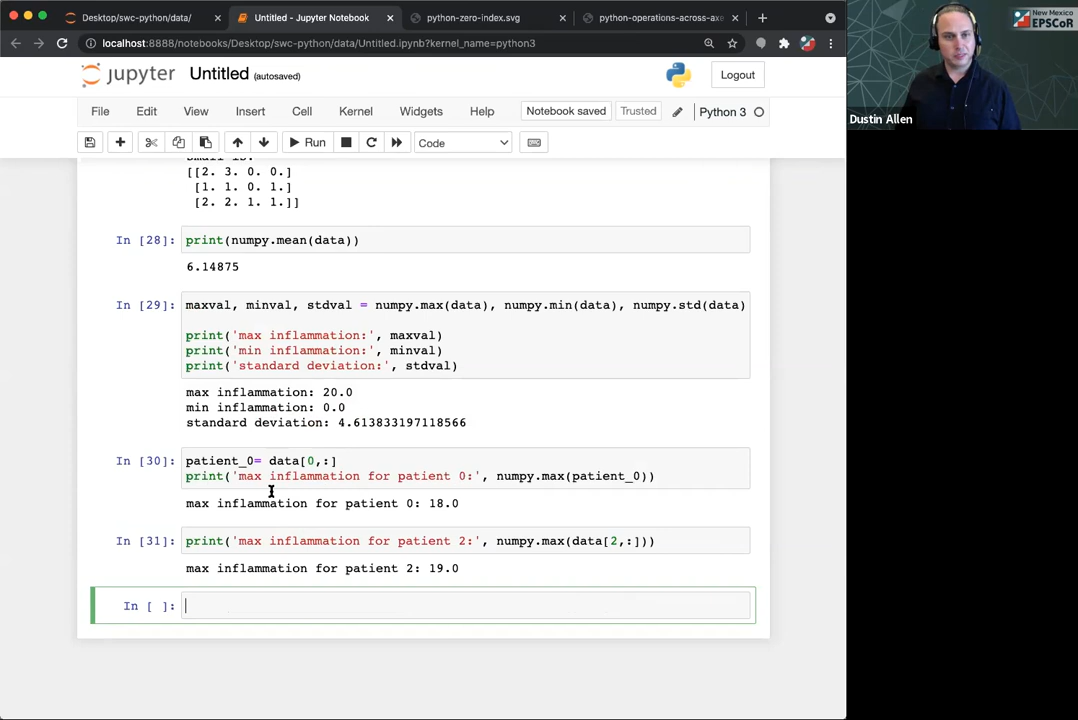 Desktop/swc-python/data/
Untitled - Jupyter Notebook
python-zero-index.svg
python-operations-across-axe
New Mexico
EPSCoR
localhost:8888/notebooks/Desktop/swc-python/data/Untitled.ipynb?kernel_name=python3
jupyter Untitled (autosaved)
Logout
File Edit View Insert Cell Kernel Widgets Help
Notebook saved
Trusted
Python 3
Dustin Allen
Run
Code
Small is:
[[2. 3. 0. 0.]
[1. 1. 0. 1.]
[2. 2. 1. 1.]]
In [28]: print(numpy.mean(data))
6.14875
In [29]: maxval, minval, stdval = numpy.max(data), numpy.min(data), numpy.std(data)
print('max inflammation:', maxval)
print('min inflammation:', minval)
print('standard deviation:', stdval)
max inflammation: 20.0
min inflammation: 0.0
standard deviation: 4.613833197118566
In [30]: patient_0= data[0,:]
print('max inflammation for patient 0:', numpy.max(patient_0))
max inflammation for patient 0: 18.0
In [31]: print('max inflammation for patient 2:', numpy.max(data[2,:]))
max inflammation for patient 2: 19.0
In [ ]: